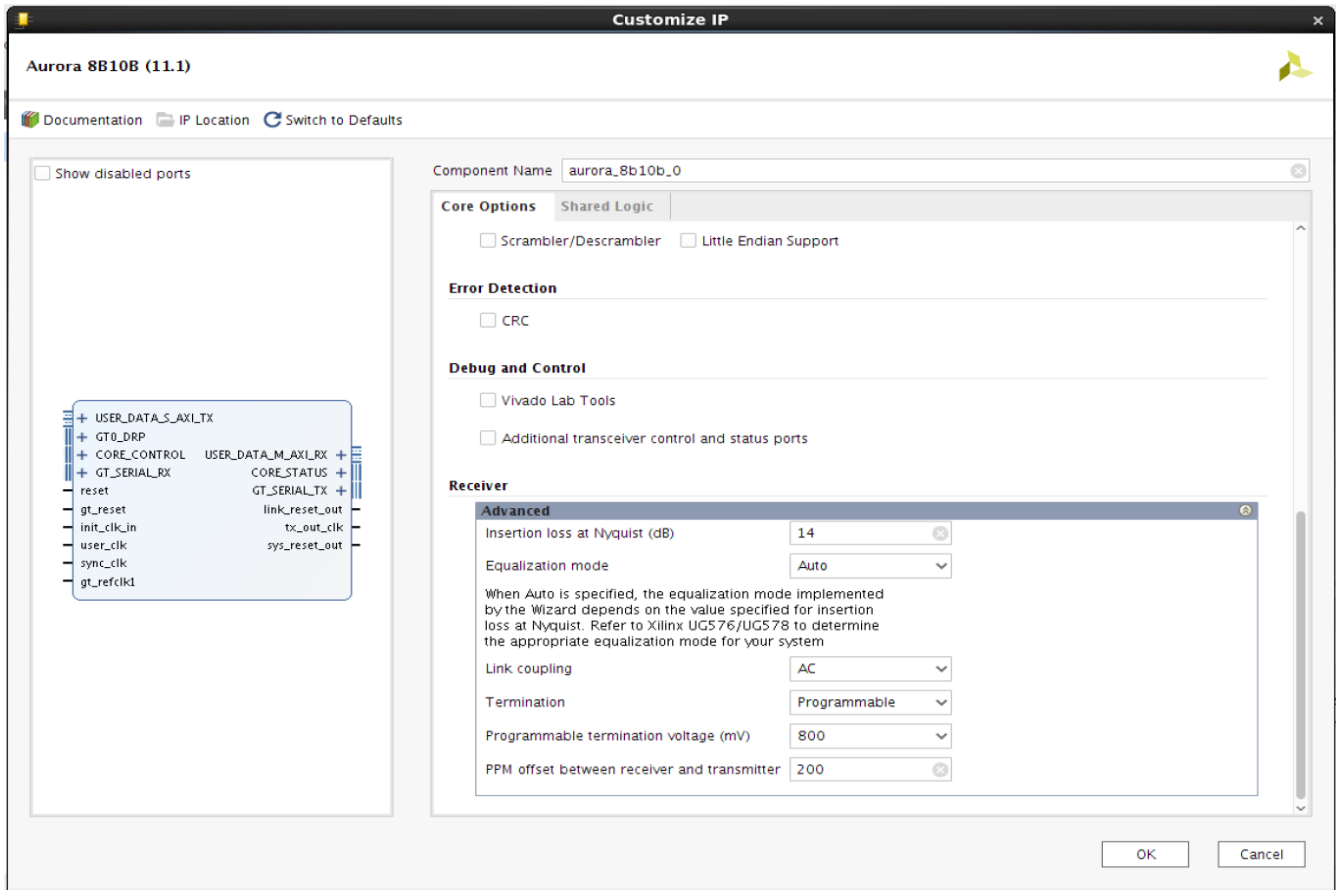 Customize IP
Aurora 8B10B (11.1)
Documentation IP Location Switch to Defaults
Show disabled ports
USER_DATA_S_AXI_TX
GT0_DRP
CORE_CONTROL USER_DATA_M_AXI_RX
GT_SERIAL_RX CORE_STATUS
reset GT_SERIAL_TX
gt_reset link_reset_out
init_clk_in tx_out_clk
user_clk sys_reset_out
sync_clk
gt_refclk1
Component Name aurora_8b10b_0
Core Options Shared Logic
Scrambler/Descrambler Little Endian Support
Error Detection
CRC
Debug and Control
Vivado Lab Tools
Additional transceiver control and status ports
Receiver
Advanced
Insertion loss at Nyquist (dB) 14
Equalization mode Auto
When Auto is specified, the equalization mode implemented
by the Wizard depends on the value specified for insertion
loss at Nyquist. Refer to Xilinx UG576/UG578 to determine
the appropriate equalization mode for your system
Link coupling AC
Termination Programmable
Programmable termination voltage (mV) 800
PPM offset between receiver and transmitter 200
OK Cancel